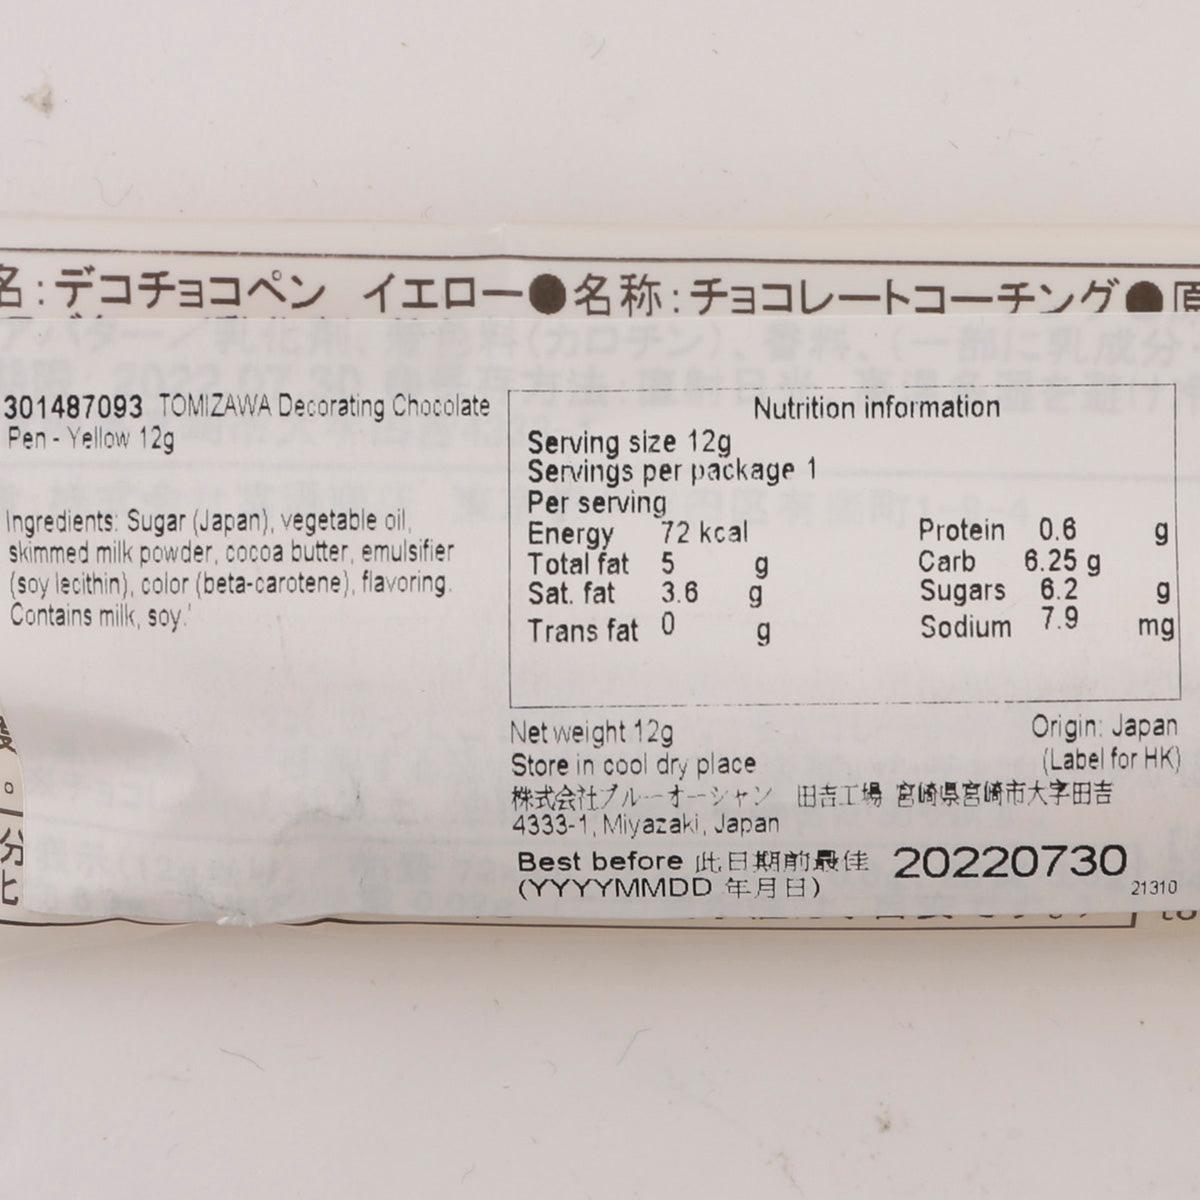 名:デコチョコペン イエロー●名称:チョコレートコーチング●原
301487093 TOMIZAWA Decorating Chocolate
Pen - Yellow 12g
Ingredients: Sugar (Japan), vegetable oil,
skimmed milk powder, cocoa butter, emulsifier
(soy lecithin), color (beta-carotene), flavoring.
Contains milk, soy.'
Nutrition information
Serving size 12g
Servings per package 1
Per serving
Energy 72 kcal Protein 0.6 g
Total fat 5 g Carb 6.25 g
Sat. fat 3.6 g Sugars 6.2 g
Trans fat 0 g Sodium 7.9 mg
Net weight 12g Origin: Japan
Store in cool dry place (Label for HK)
株式会社ブルーオーシャン 田吉工場 宮崎県宮崎市大字田吉
4333-1, Miyazaki, Japan
Best before 此日期前最佳 20220730
(YYYYMMDD 年月日) 21310